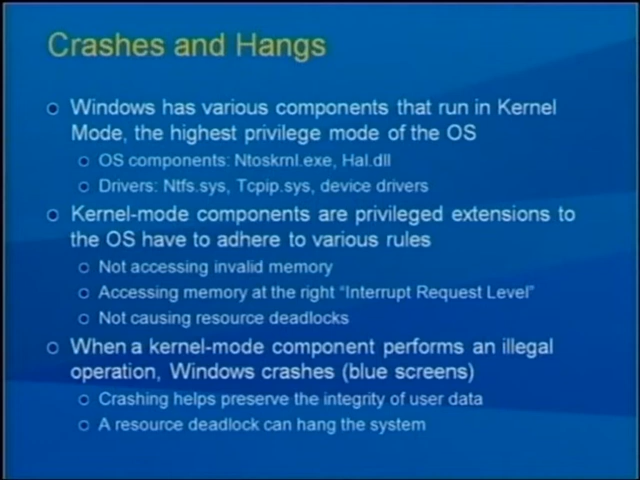 Crashes and Hangs
Windows has various components that run in Kernel
Mode, the highest privilege mode of the OS
OS components: Ntoskrnl.exe, Hal.dll
Drivers: Ntfs.sys, Tcpip.sys, device drivers
Kernel-mode components are privileged extensions to
the OS have to adhere to various rules
Not accessing invalid memory
Accessing memory at the right “Interrupt Request Level”
Not causing resource deadlocks
When a kernel-mode component performs an illegal
operation, Windows crashes (blue screens)
Crashing helps preserve the integrity of user data
A resource deadlock can hang the system